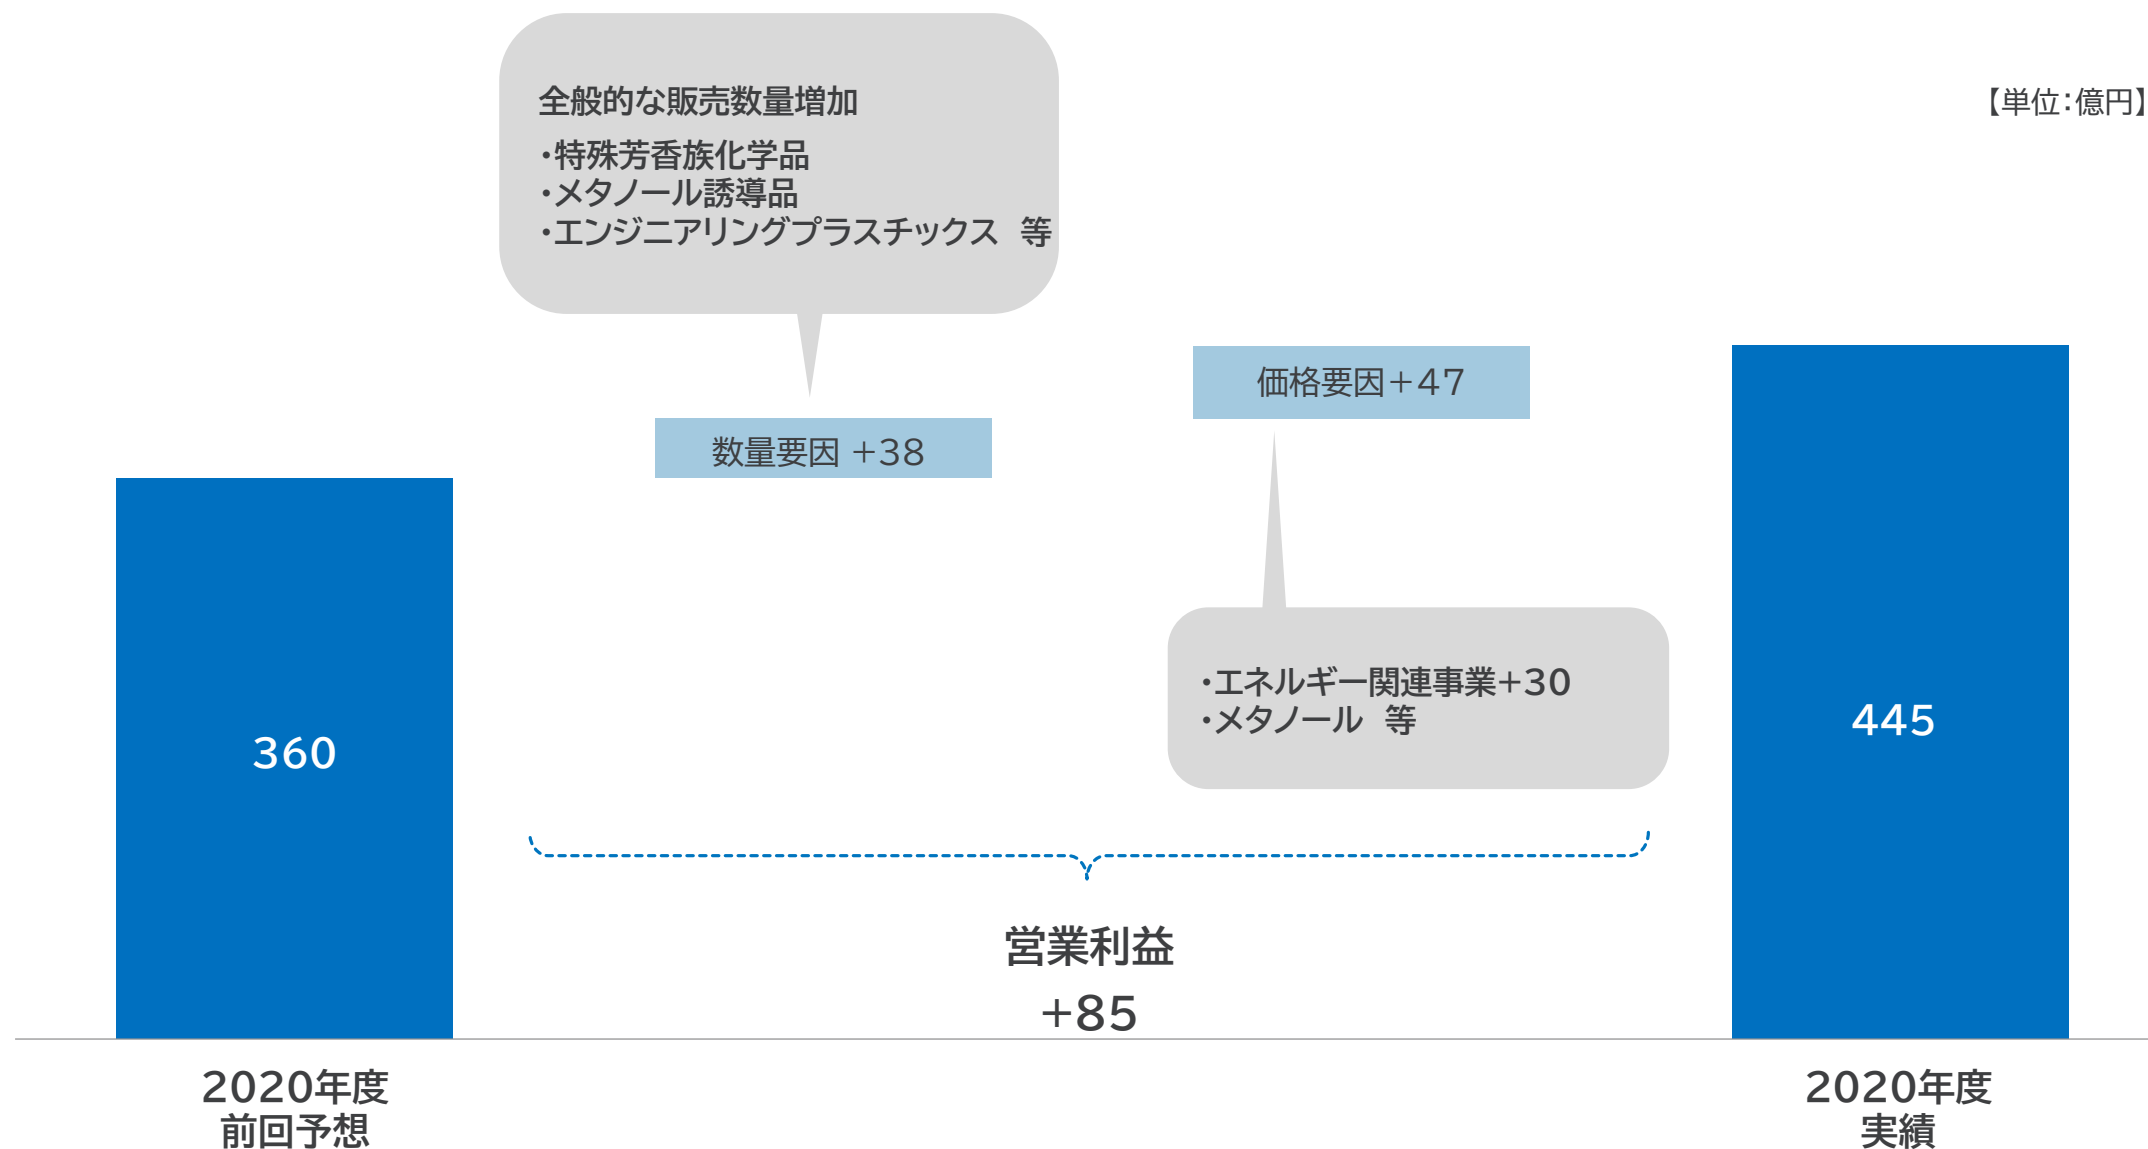 全般的な販売数量増加
・特殊芳香族化学品
・メタノール誘導品
・エンジニアリングプラスチックス 等
【単位：億円】
価格要因＋47
数量要因 ＋38
・エネルギー関連事業+30
・メタノール 等
360
445
営業利益
+85
2020年度
前回予想
2020年度
実績